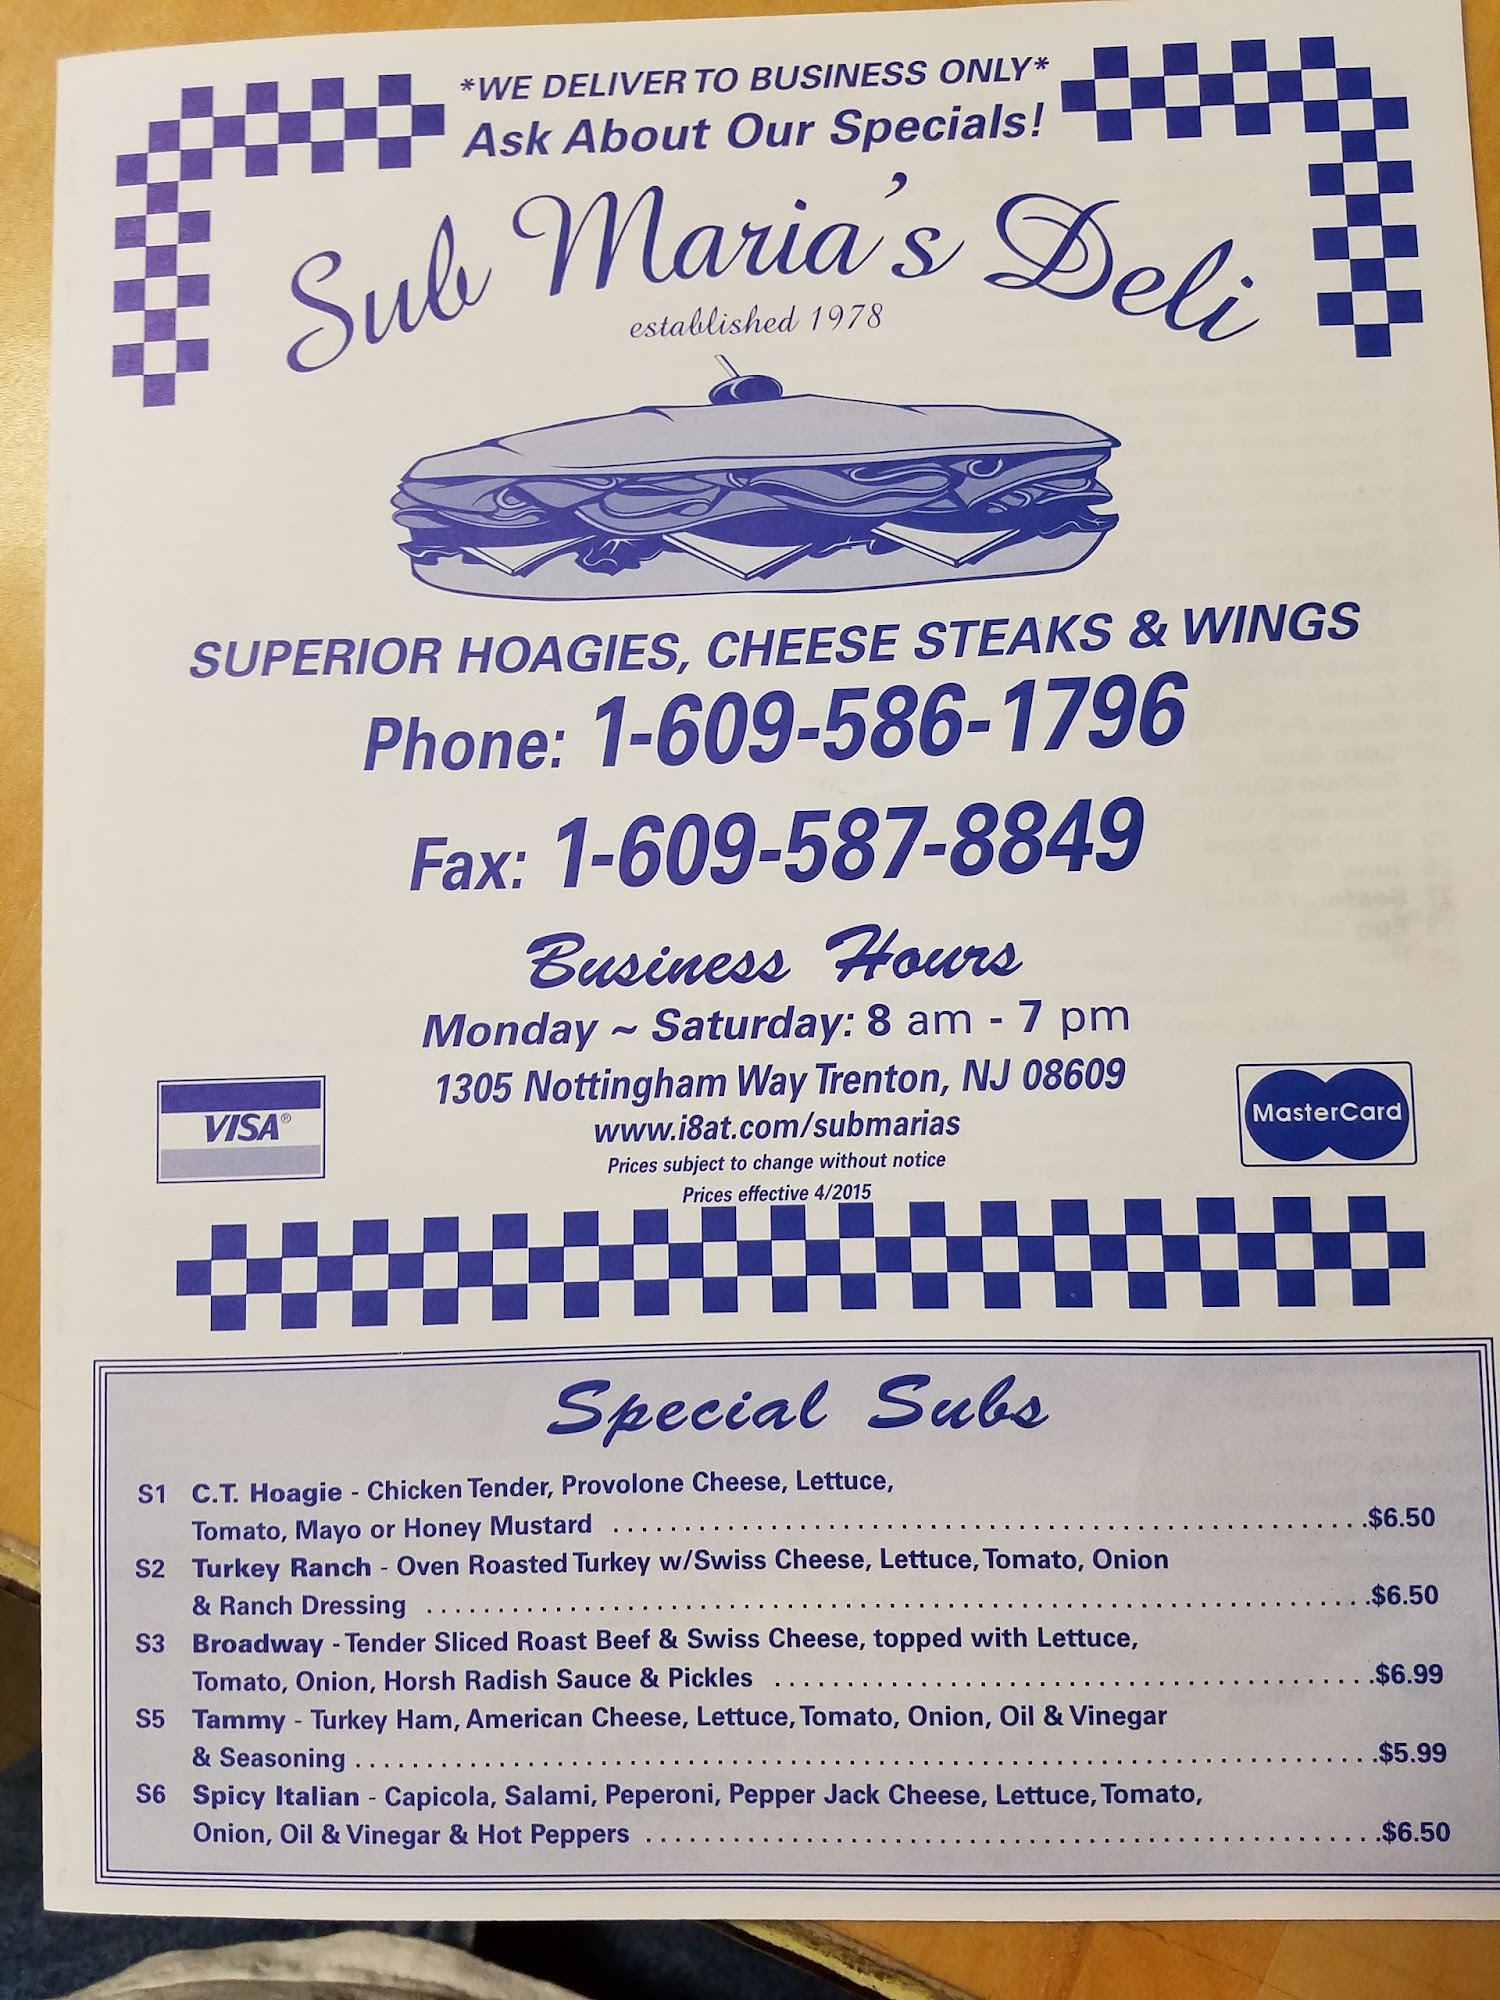 *WE DELIVER TO BUSINESS ONLY*
Ask About Our Specials!
Sub Maria's Deli
established 1978
SUPERIOR HOAGIES, CHEESE STEAKS & WINGS
Phone: 1-609-586-1796
Fax: 1-609-587-8849
Business Hours
Monday ~ Saturday: 8 am - 7 pm
1305 Nottingham Way Trenton, NJ 08609
www.i8at.com/submarias
Prices subject to change without notice
Prices effective 4/2015
VISA®
MasterCard
Special Subs
S1 C.T. Hoagie - Chicken Tender, Provolone Cheese, Lettuce,
Tomato, Mayo or Honey Mustard ........................................ $6.50
S2 Turkey Ranch - Oven Roasted Turkey w/Swiss Cheese, Lettuce, Tomato, Onion
& Ranch Dressing ........................................ $6.50
S3 Broadway - Tender Sliced Roast Beef & Swiss Cheese, topped with Lettuce,
Tomato, Onion, Horsh Radish Sauce & Pickles ........................................ $6.99
S5 Tammy - Turkey Ham, American Cheese, Lettuce, Tomato, Onion, Oil & Vinegar
& Seasoning ........................................ $5.99
S6 Spicy Italian - Capicola, Salami, Peperoni, Pepper Jack Cheese, Lettuce, Tomato,
Onion, Oil & Vinegar & Hot Peppers ........................................ $6.50